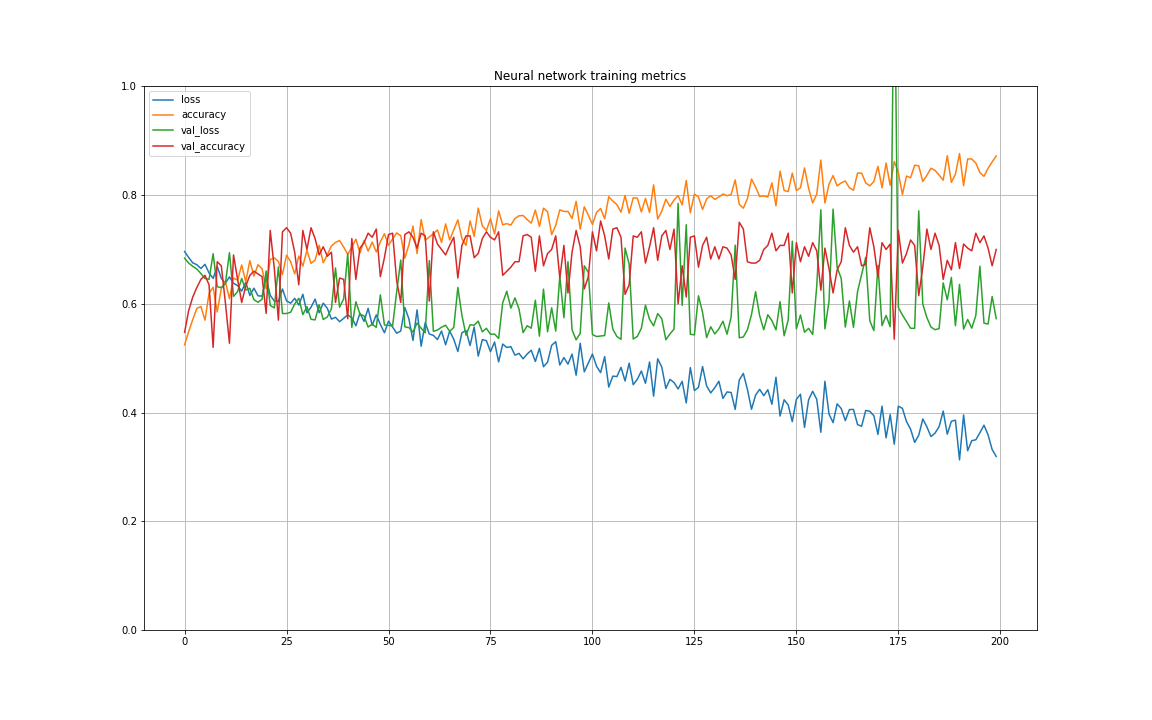 Neural network training metrics
1.0
loss
accuracy
val_loss
val_accuracy
0.8
0.6
0.4
0.2
0.0
0 25 50 75 100 125 150 175 200